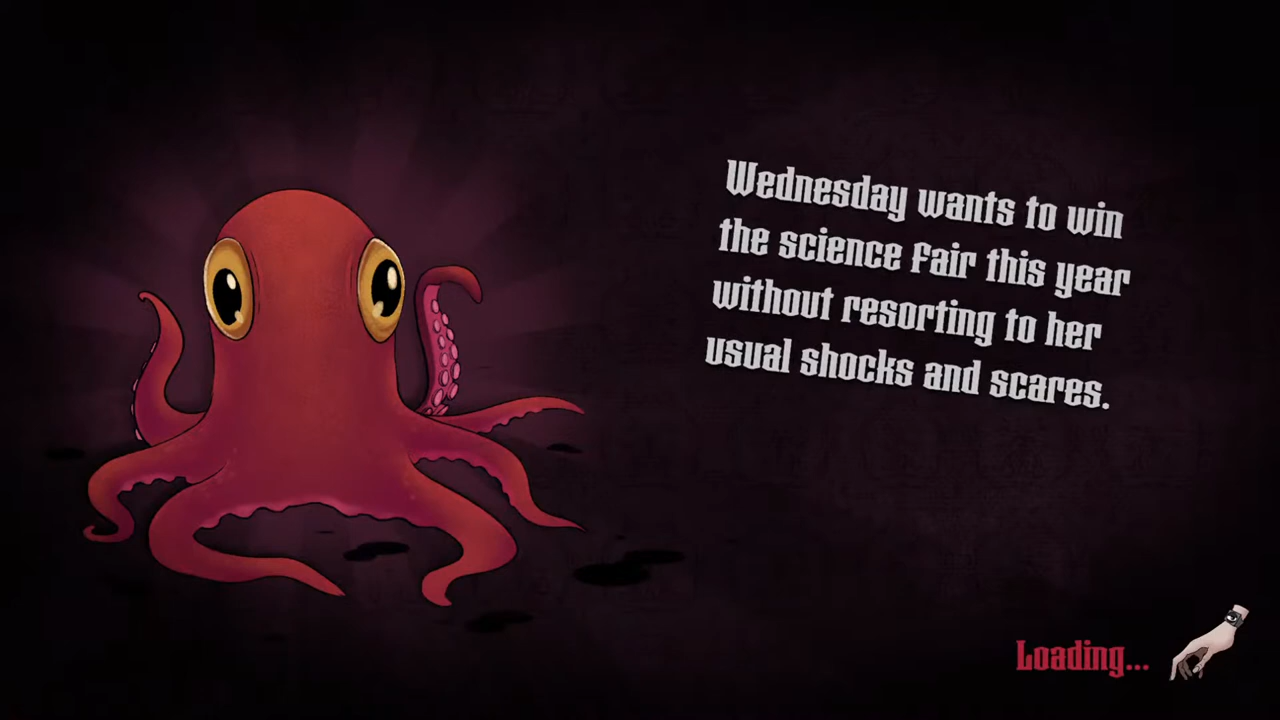 Wednesday wants to win
the science fair this year
without resorting to her
usual shocks and scares.
Loading...